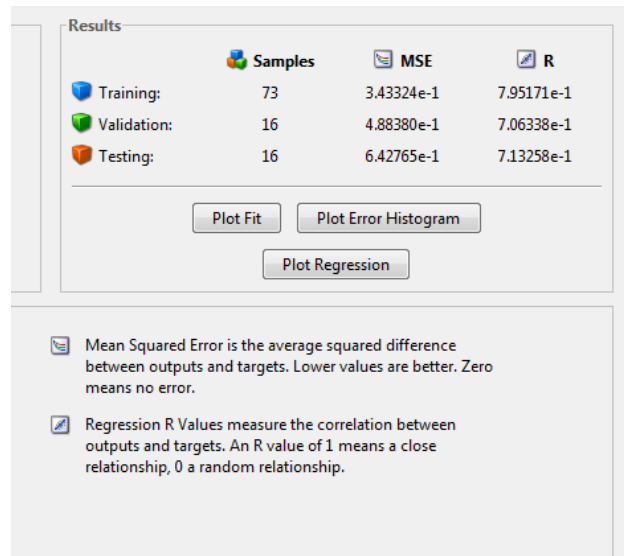 Results
Samples MSE R
Training: 73 3.43324e-1 7.95171e-1
Validation: 16 4.88380e-1 7.06338e-1
Testing: 16 6.42765e-1 7.13258e-1
Plot Fit Plot Error Histogram
Plot Regression
Mean Squared Error is the average squared difference
between outputs and targets. Lower values are better. Zero
means no error.
Regression R Values measure the correlation between
outputs and targets. An R value of 1 means a close
relationship, 0 a random relationship.